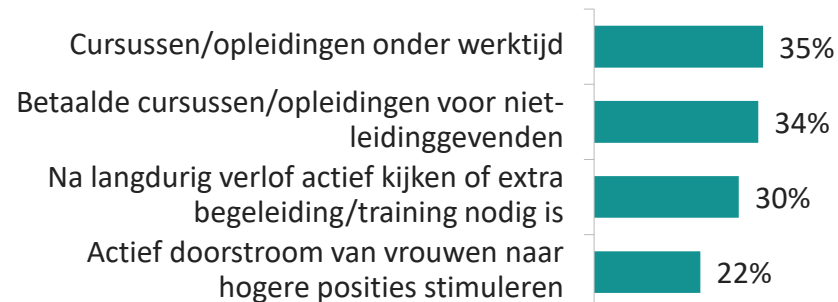 Cursussen/opleidingen onder werktijd
35%
Betaalde cursussen/opleidingen voor niet-
leidinggevenden
34%
Na langdurig verlof actief kijken of extra
begeleiding/training nodig is
30%
Actief doorstroom van vrouwen naar
hogere posities stimuleren
22%